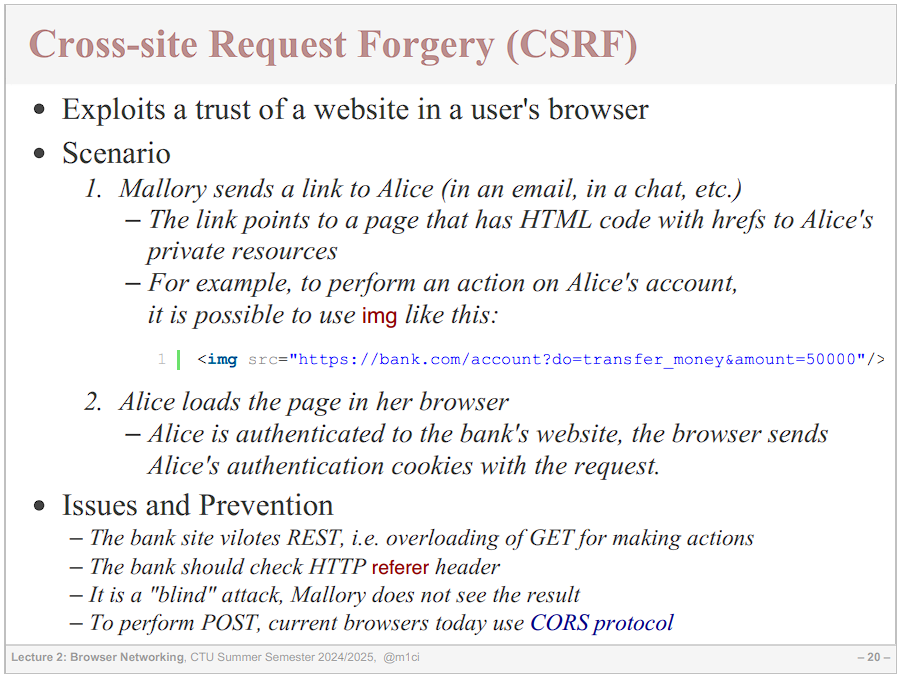 Cross-site Request Forgery (CSRF)
• Exploits a trust of a website in a user's browser
• Scenario
1. Mallory sends a link to Alice (in an email, in a chat, etc.)
– The link points to a page that has HTML code with hrefs to Alice's
private resources
– For example, to perform an action on Alice's account,
it is possible to use img like this:
1 <img src="https://bank.com/account?do=transfer_money&amount=50000"/>
2. Alice loads the page in her browser
– Alice is authenticated to the bank's website, the browser sends
Alice's authentication cookies with the request.
• Issues and Prevention
– The bank site vilotes REST, i.e. overloading of GET for making actions
– The bank should check HTTP referer header
– It is a "blind" attack, Mallory does not see the result
– To perform POST, current browsers today use CORS protocol
Lecture 2: Browser Networking, CTU Summer Semester 2024/2025, @m1ci – 20 –